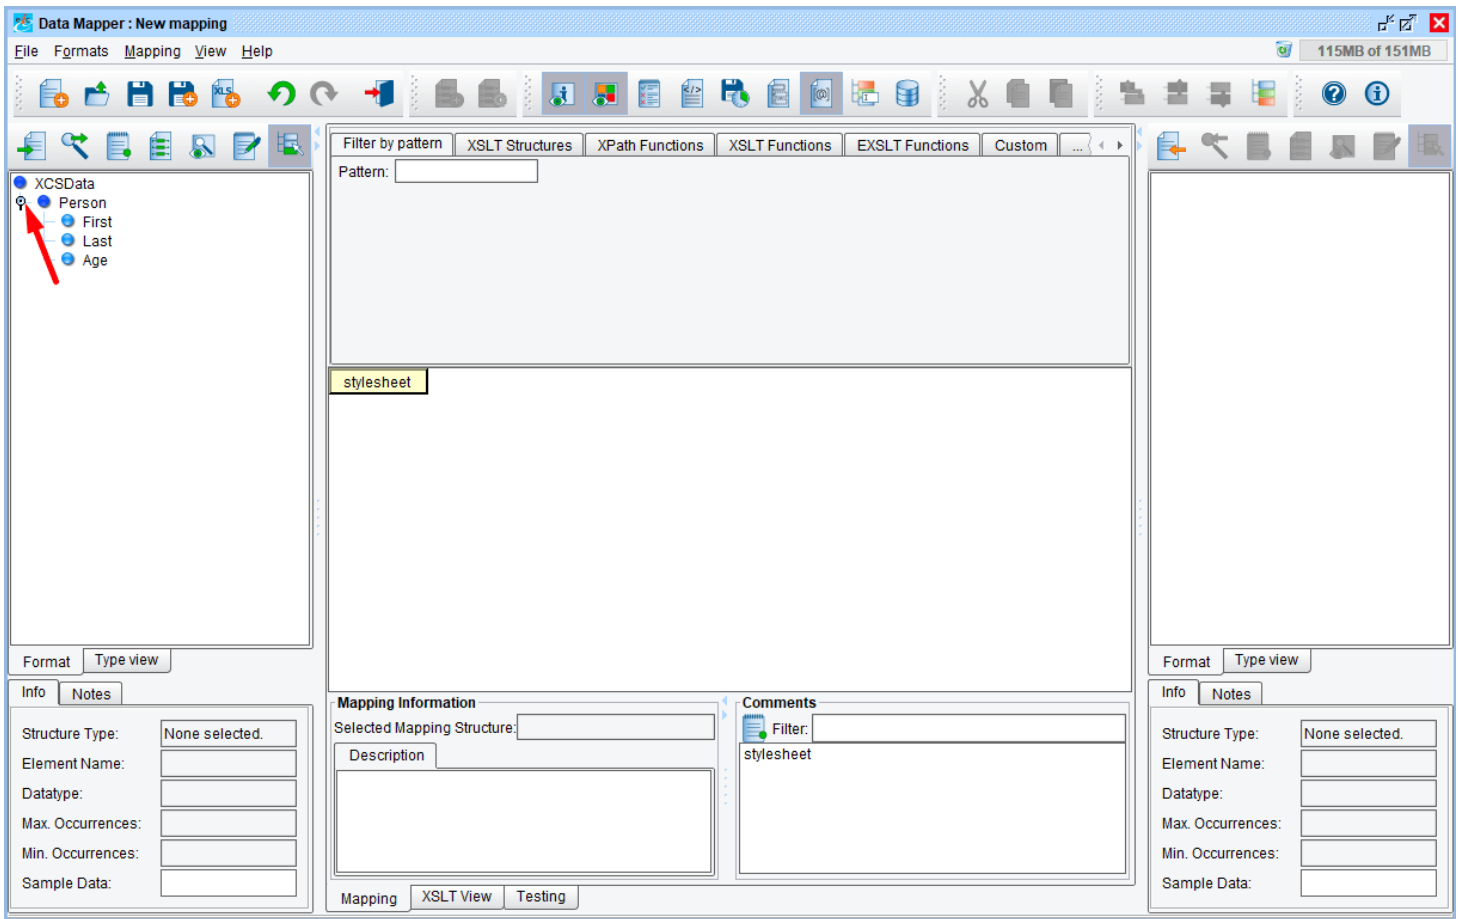 Data Mapper : New mapping
File Formats Mapping View Help
115MB of 151MB
XLS
Filter by pattern XSLT Structures XPath Functions XSLT Functions EXSLT Functions Custom ...
Pattern:
XCSData
Person
First
Last
Age
stylesheet
Format Type view
Info Notes
Structure Type: None selected.
Element Name:
Datatype:
Max. Occurrences:
Min. Occurrences:
Sample Data:
Mapping Information
Selected Mapping Structure:
Description
Comments
Filter:
stylesheet
Mapping XSLT View Testing
Format Type view
Info Notes
Structure Type: None selected.
Element Name:
Datatype:
Max. Occurrences:
Min. Occurrences:
Sample Data: